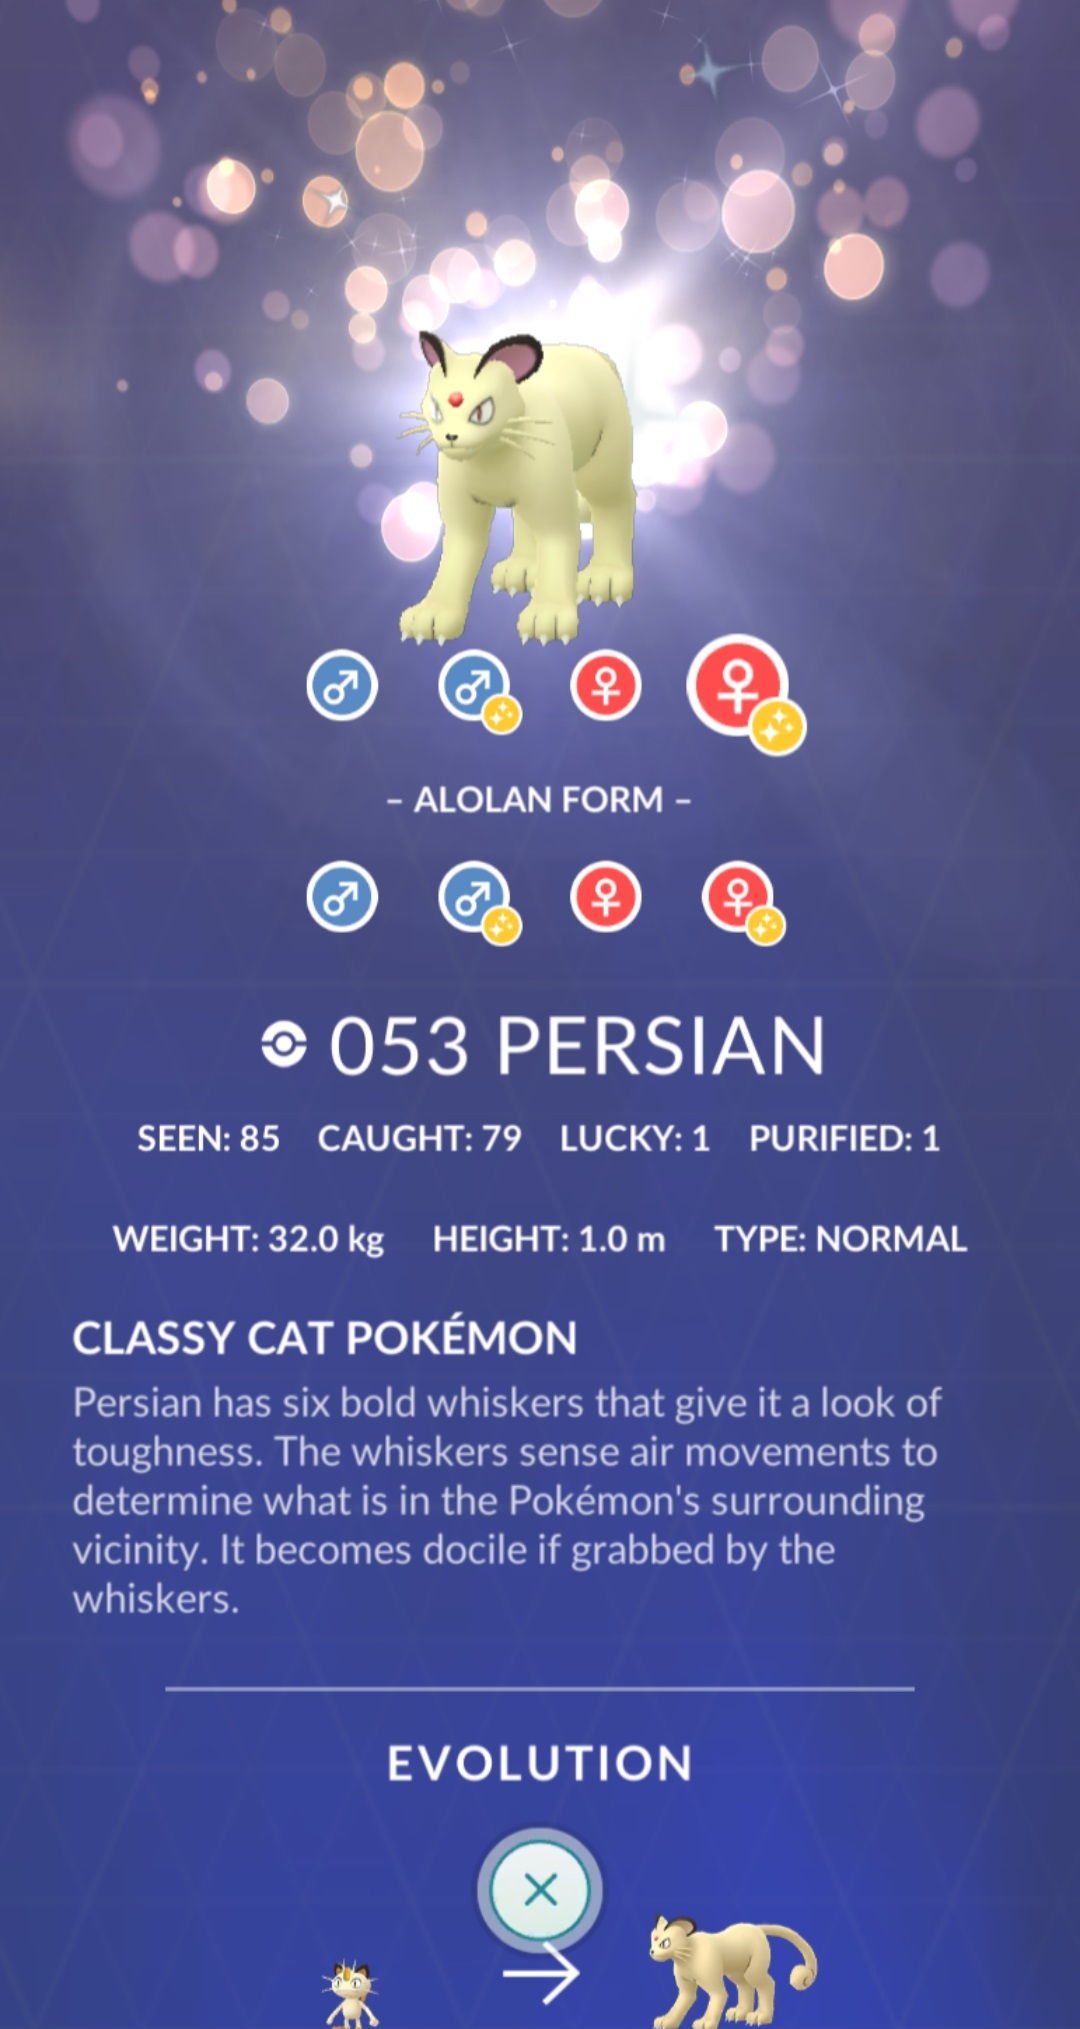 – ALOLAN FORM –
053 PERSIAN
SEEN: 85 CAUGHT: 79 LUCKY: 1 PURIFIED: 1
WEIGHT: 32.0 kg HEIGHT: 1.0 m TYPE: NORMAL
CLASSY CAT POKÉMON
Persian has six bold whiskers that give it a look of
toughness. The whiskers sense air movements to
determine what is in the Pokémon's surrounding
vicinity. It becomes docile if grabbed by the
whiskers.
EVOLUTION